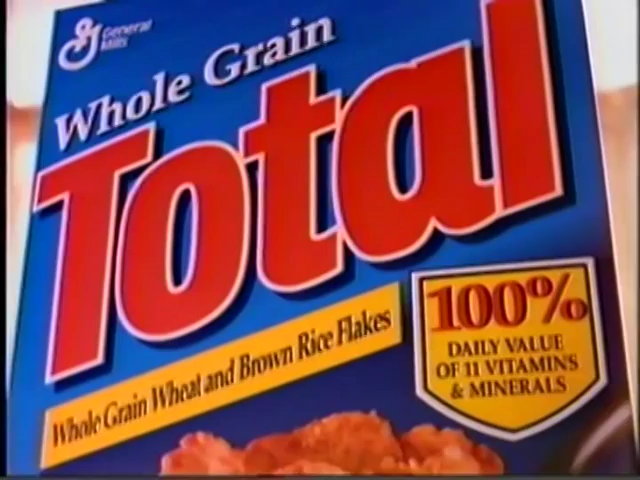 General
Mills
Whole Grain
Total
Whole Grain Wheat and Brown Rice Flakes
100%
DAILY VALUE
OF 11 VITAMINS
& MINERALS